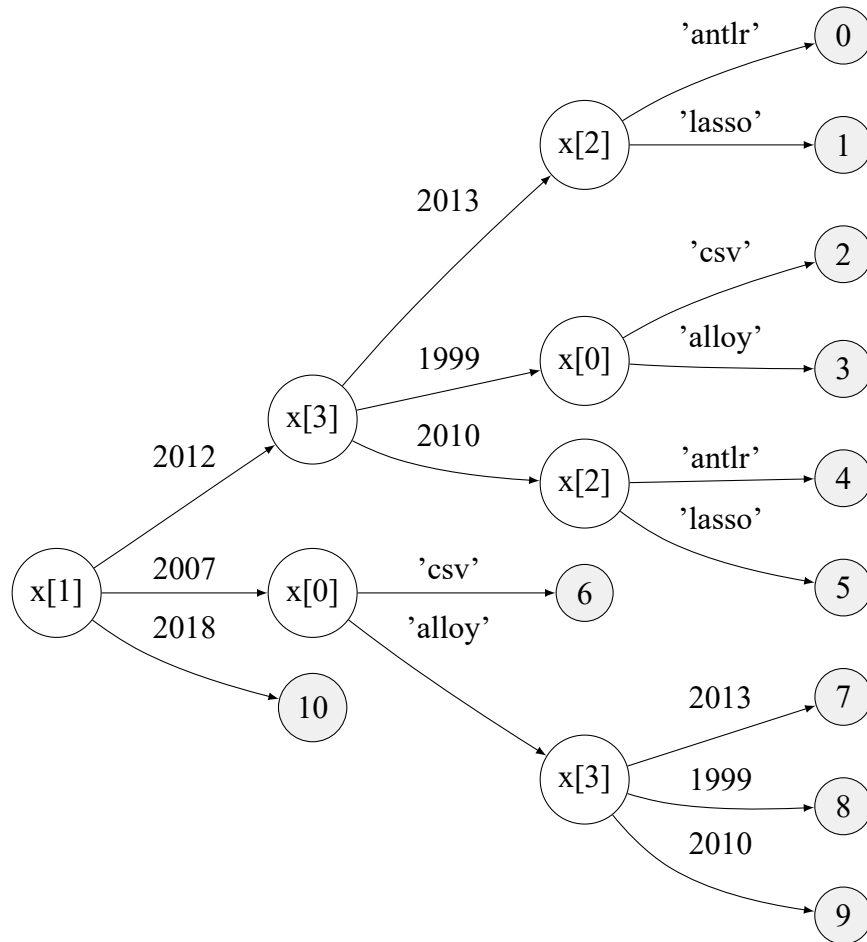 ’antlr’
0
’lasso’
x[2]
1
2013
’csv’
2
1999
x[0]
’alloy’
3
x[3]
2010
’antlr’
2012
x[2]
4
’lasso’
5
2007
’csv’
x[1]
x[0]
6
2018
’alloy’
10
2013
7
x[3]
1999
8
2010
9